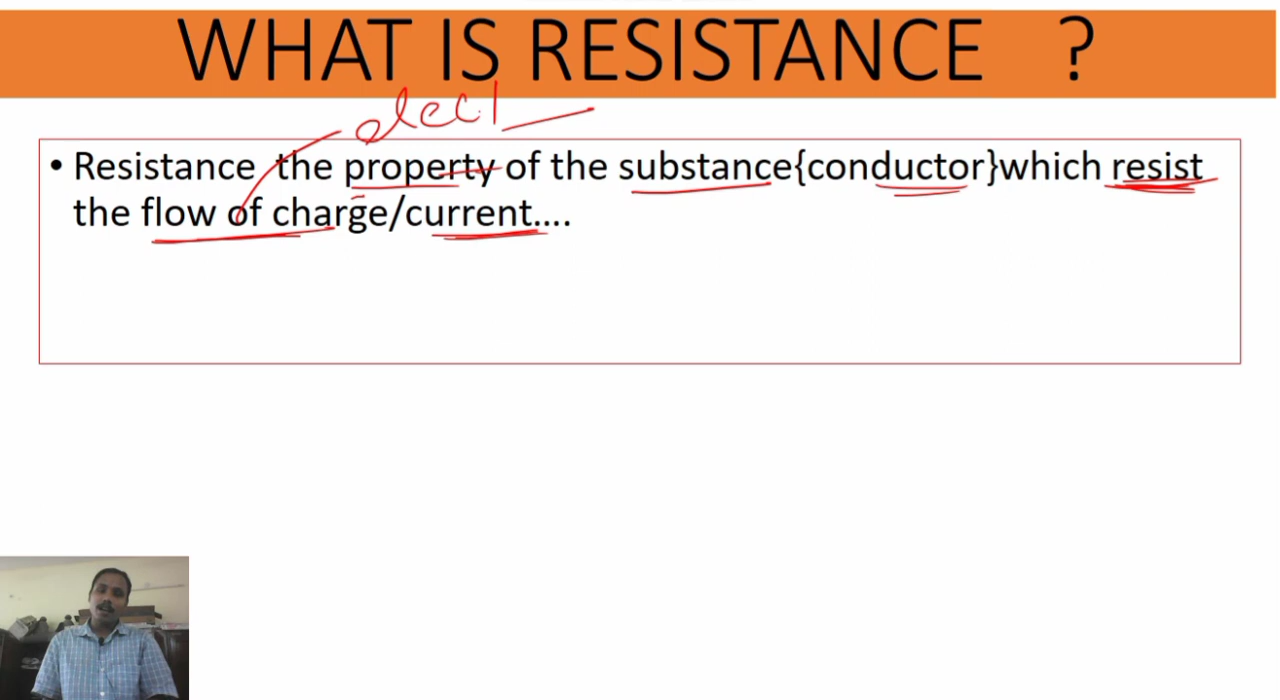 WHAT IS RESISTANCE ?
elect
• Resistance the property of the substance{conductor}which resist
the flow of charge/current....